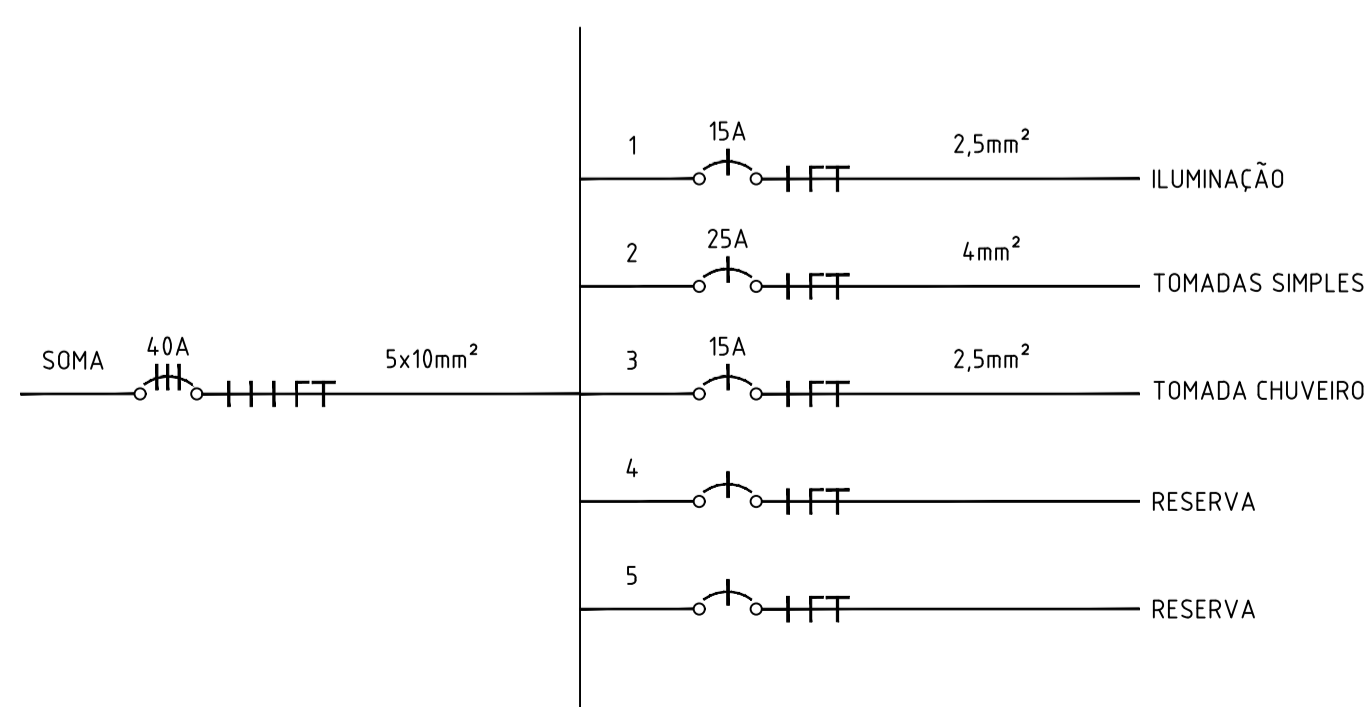 1 15A 2,5mm² ILUMINAÇÃO
2 25A 4mm² TOMADAS SIMPLES
SOMA 40A 5x10mm² 3 15A 2,5mm² TOMADA CHUVEIRO
4 RESERVA
5 RESERVA